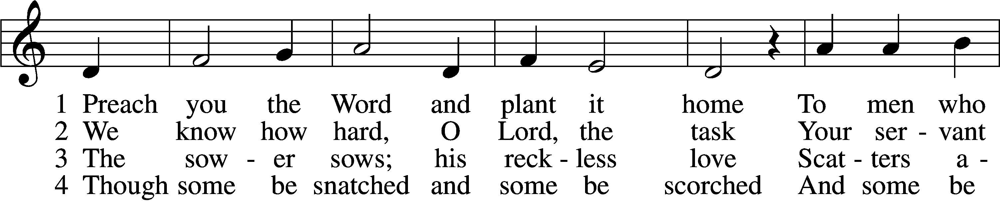 1 Preach you the Word and plant it home To men who
2 We know how hard, O Lord, the task Your ser - vant
3 The sow - er sows; his reck - less love Scat - ters a -
4 Though some be snatched and some be scorched And some be